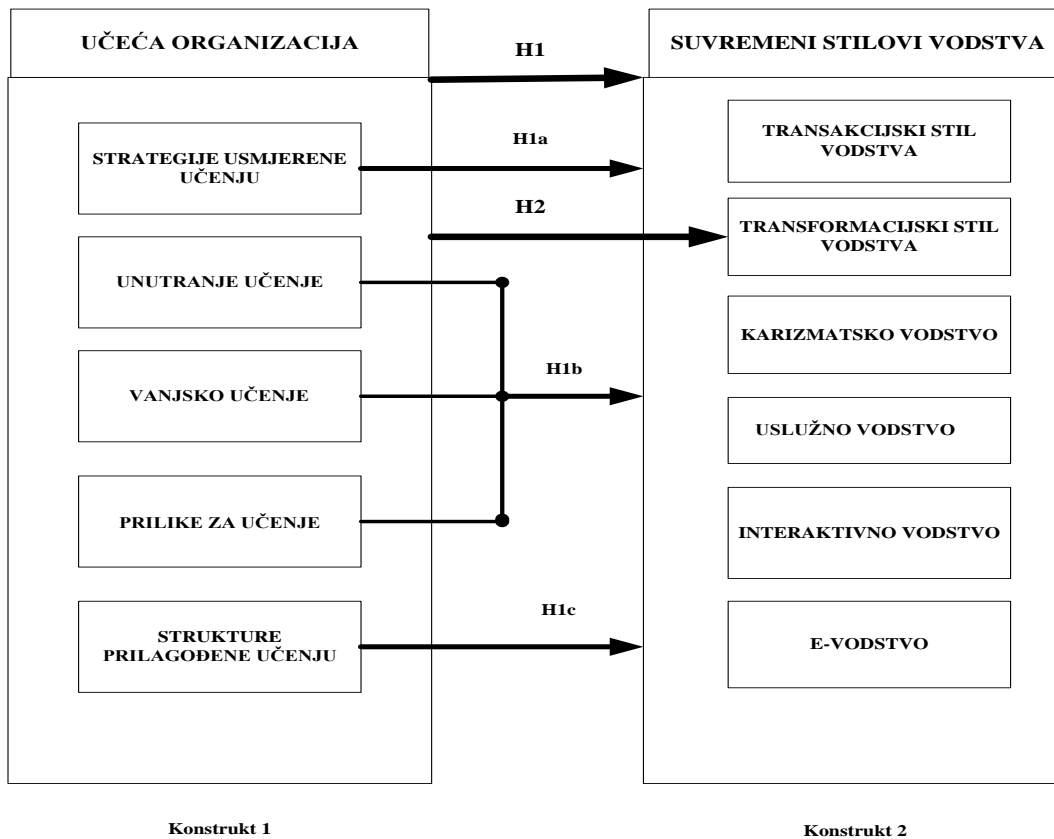 UČEĆA ORGANIZACIJA
STRATEGIJE USMJERENE
UČENJU
UNUTRANJE UČENJE
VANJSKO UČENJE
PRILIKE ZA UČENJE
STRUKTURE
PRILAGOĐENE UČENJU
Konstrukt 1
H1
H1a
H2
H1b
H1c
SUVREMENI STILOVI VODSTVA
TRANSAKCIJSKI STIL
VODSTVA
TRANSFORMACIJSKI STIL
VODSTVA
KARIZMATSKO VODSTVO
USLUŽNO VODSTVO
INTERAKTIVNO VODSTVO
E-VODSTVO
Konstrukt 2